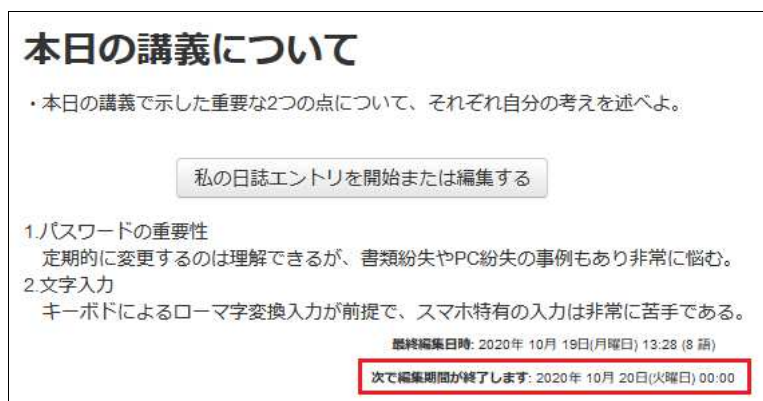 本日の講義について
・本日の講義で示した重要な2つの点について、それぞれ自分の考えを述べよ。
私の日誌エントリを開始または編集する
1.パスワードの重要性
定期的に変更するのは理解できるが、書類紛失やPC紛失の事例もあり非常に悩む。
2.文字入力
キーボドによるローマ字変換入力が前提で、スマホ特有の入力は非常に苦手である。
最終編集日時: 2020年 10月 19日(月曜日) 13:28 (8 語)
次で編集期間が終了します: 2020年 10月 20日(火曜日) 00:00